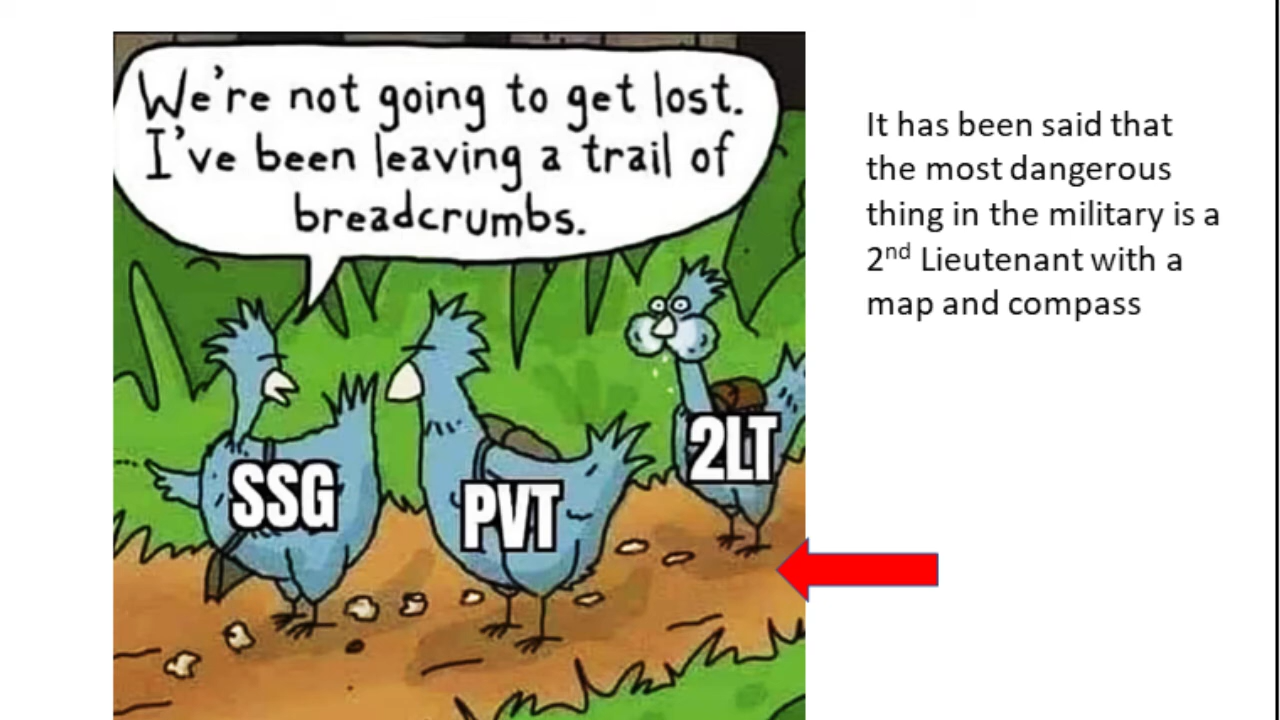 We're not going to get lost.
I've been leaving a trail of
breadcrumbs.
SSG
PVT
2LT
It has been said that
the most dangerous
thing in the military is a
2nd Lieutenant with a
map and compass